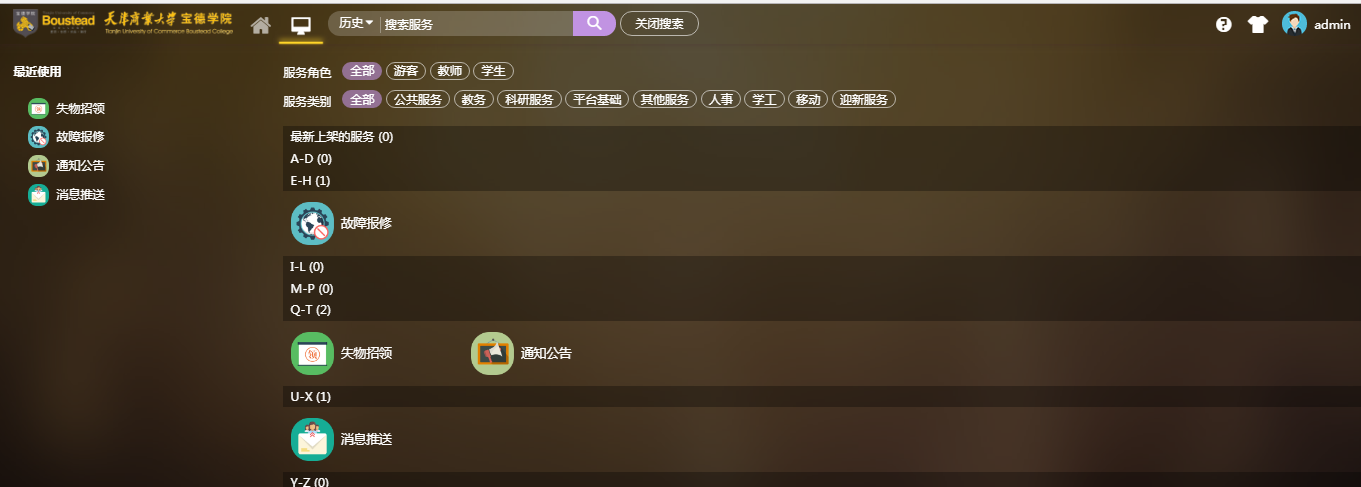 Boustead 天津商業大學 宝德学院
Tianjin University of Commerce Boustead College
历史 搜索服务 关闭搜索 admin
最近使用
失物招领
故障报修
通知公告
消息推送
服务角色 全部 游客 教师 学生
服务类别 全部 公共服务 教务 科研服务 平台基础 其他服务 人事 学工 移动 迎新服务
最新上架的服务 (0)
A-D (0)
E-H (1)
故障报修
I-L (0)
M-P (0)
Q-T (2)
失物招领 通知公告
U-X (1)
消息推送
Y-Z (0)